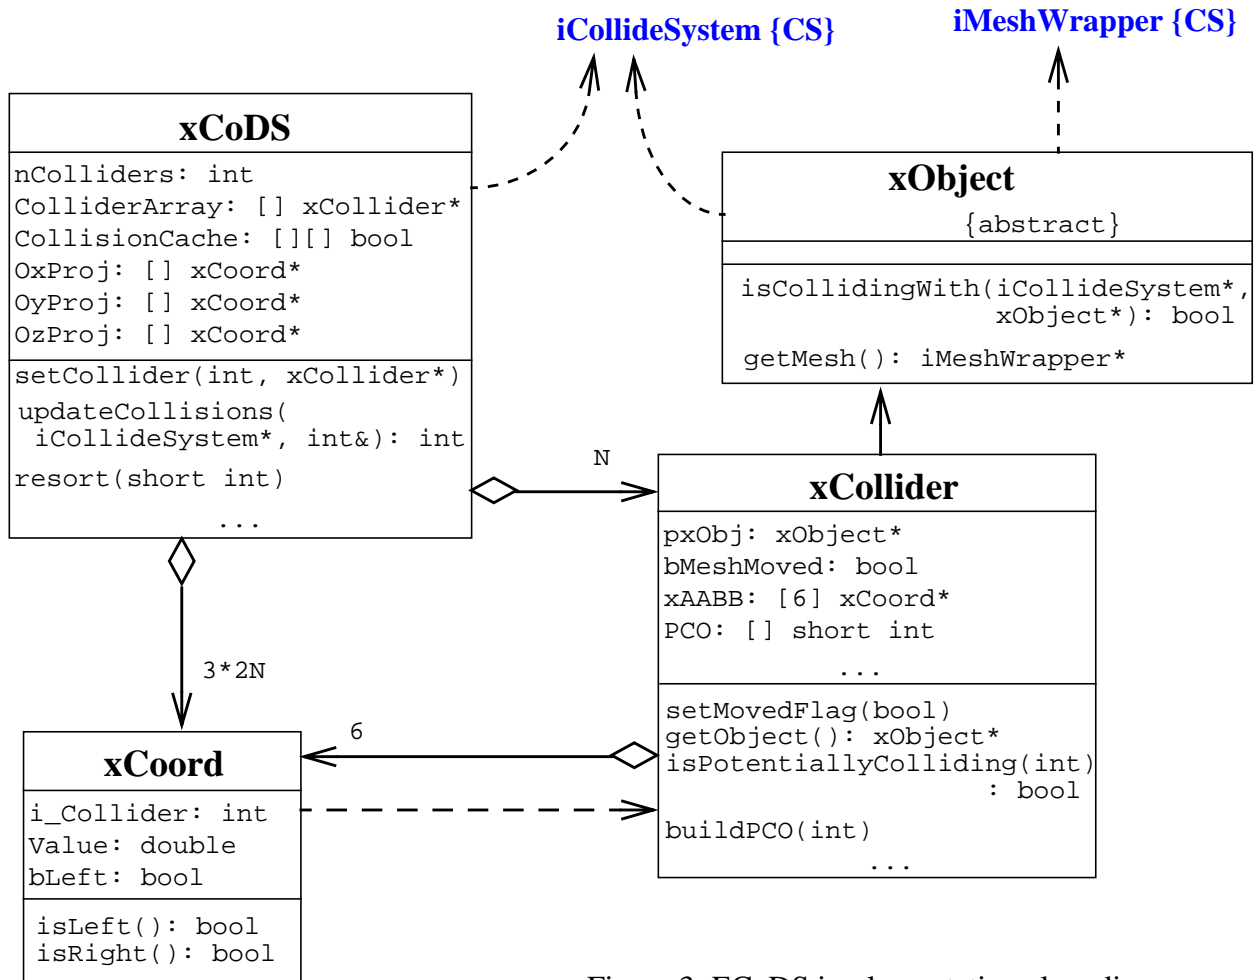 iCollideSystem {CS}
iMeshWrapper {CS}
xCoDS
nColliders: int
ColliderArray: [] xCollider*
CollisionCache: [][] bool
OxProj: [] xCoord*
OyProj: [] xCoord*
OzProj: [] xCoord*
setCollider(int, xCollider*)
updateCollisions(
iCollideSystem*, int&): int
resort(short int)
...
xObject
{abstract}
isCollidingWith(iCollideSystem*,
xObject*): bool
getMesh(): iMeshWrapper*
N
xCollider
pxObj: xObject*
bMeshMoved: bool
xAABB: [6] xCoord*
PCO: [] short int
...
setMovedFlag(bool)
getObject(): xObject*
isPotentiallyColliding(int)
: bool
buildPCO(int)
...
3*2N
6
xCoord
i_Collider: int
Value: double
bLeft: bool
isLeft(): bool
isRight(): bool